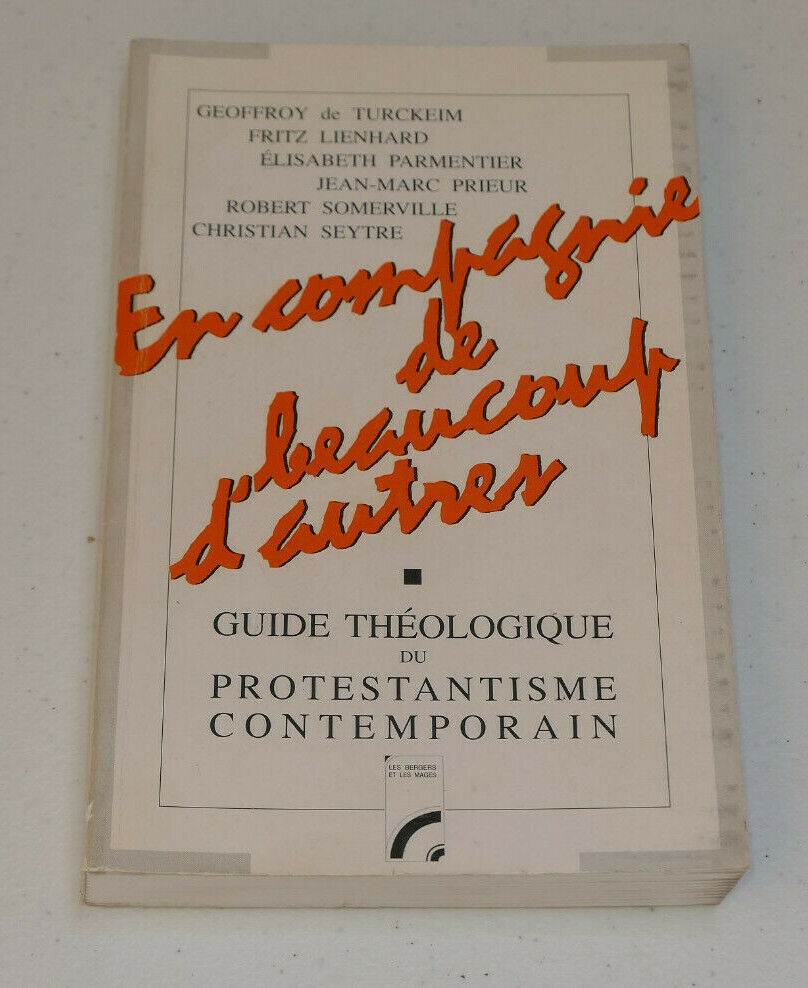 GEOFFROY de TURCKEIM
FRITZ LIENHARD
ÉLISABETH PARMENTIER
JEAN-MARC PRIEUR
ROBERT SOMERVILLE
CHRISTIAN SEYTRE
En compagnie
de
beaucoup
d'autres
GUIDE THÉOLOGIQUE
DU
PROTESTANTISME
CONTEMPORAIN
LES BERGERS
ET LES MAGES